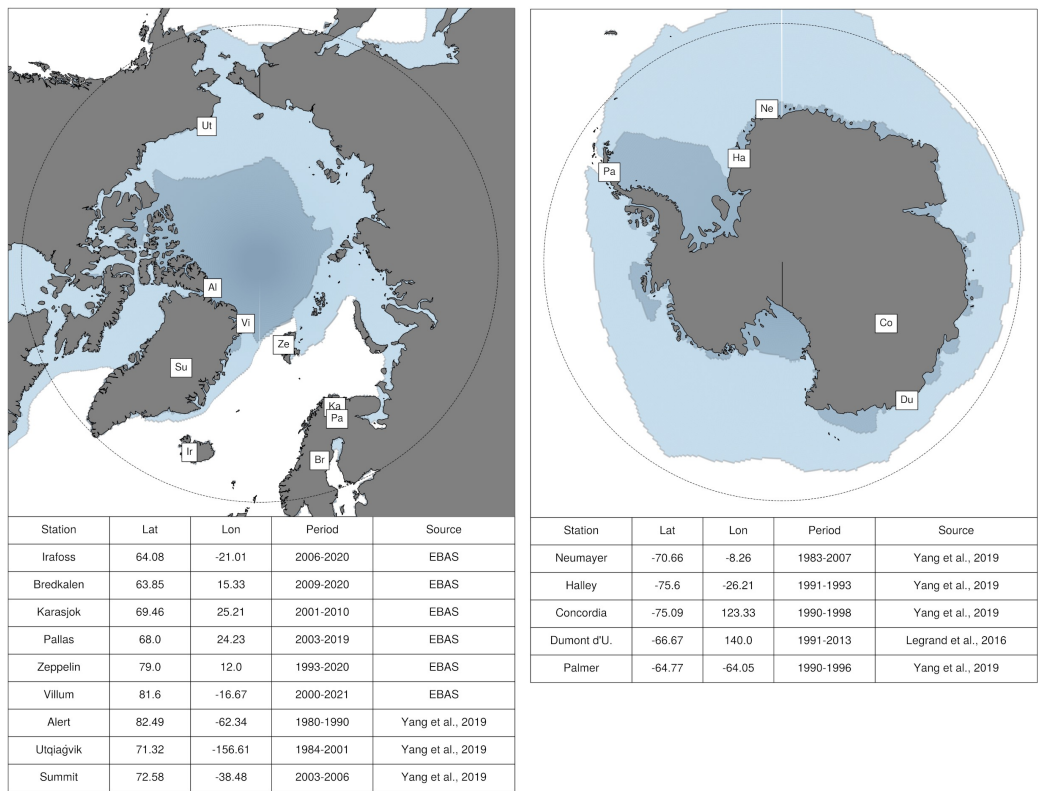 Ut
Al
Vi
Ze
Su
Ka
Pa
Ir
Br
Station Lat Lon Period Source
Irafoss 64.08 -21.01 2006-2020 EBAS
Bredkalen 63.85 15.33 2009-2020 EBAS
Karasjok 69.46 25.21 2001-2010 EBAS
Pallas 68.0 24.23 2003-2019 EBAS
Zeppelin 79.0 12.0 1993-2020 EBAS
Villum 81.6 -16.67 2000-2021 EBAS
Alert 82.49 -62.34 1980-1990 Yang et al., 2019
Utqiaģvik 71.32 -156.61 1984-2001 Yang et al., 2019
Summit 72.58 -38.48 2003-2006 Yang et al., 2019
Ne
Ha
Pa
Co
Du
Station Lat Lon Period Source
Neumayer -70.66 -8.26 1983-2007 Yang et al., 2019
Halley -75.6 -26.21 1991-1993 Yang et al., 2019
Concordia -75.09 123.33 1990-1998 Yang et al., 2019
Dumont d'U. -66.67 140.0 1991-2013 Legrand et al., 2016
Palmer -64.77 -64.05 1990-1996 Yang et al., 2019